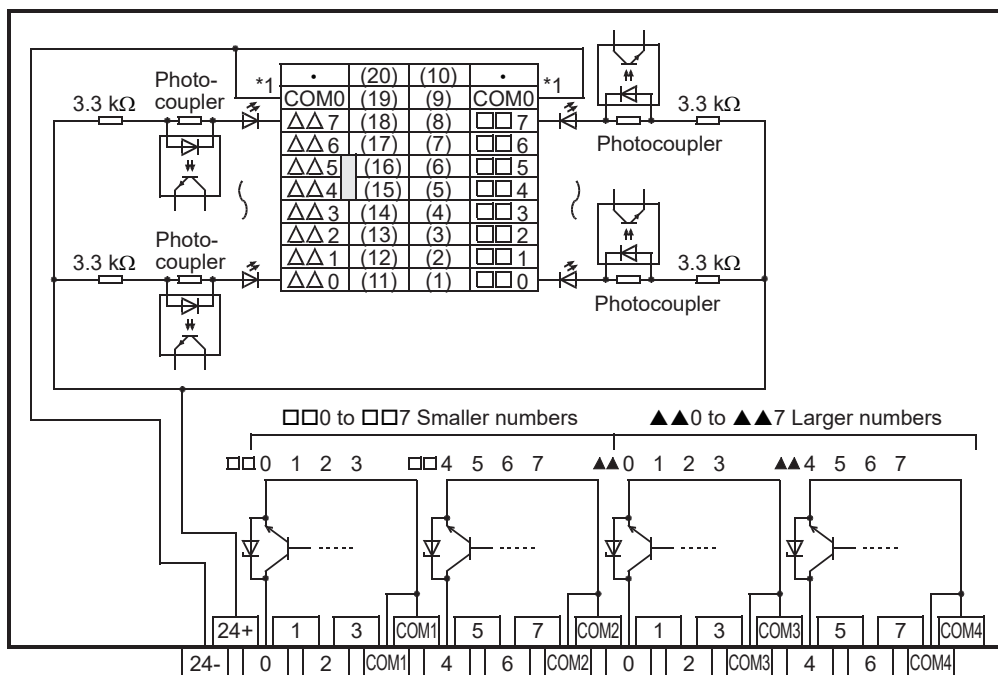 • (20) (10) •
*1 *1
COM0 (19) (9) COM0
△△7 (18) (8) □□7
△△6 (17) (7) □□6
△△5 (16) (6) □□5
△△4 (15) (5) □□4
△△3 (14) (4) □□3
△△2 (13) (3) □□2
△△1 (12) (2) □□1
△△0 (11) (1) □□0
3.3 kΩ
Photo-
coupler
Photocoupler
3.3 kΩ
3.3 kΩ
Photo-
coupler
Photocoupler
3.3 kΩ
□□0 to □□7 Smaller numbers ▲▲0 to ▲▲7 Larger numbers
□□0 1 2 3 □□4 5 6 7 ▲▲0 1 2 3 ▲▲4 5 6 7
24+ 1 3 COM1 5 7 COM2 1 3 COM3 5 7 COM4
24- 0 2 COM1 4 6 COM2 0 2 COM3 4 6 COM4